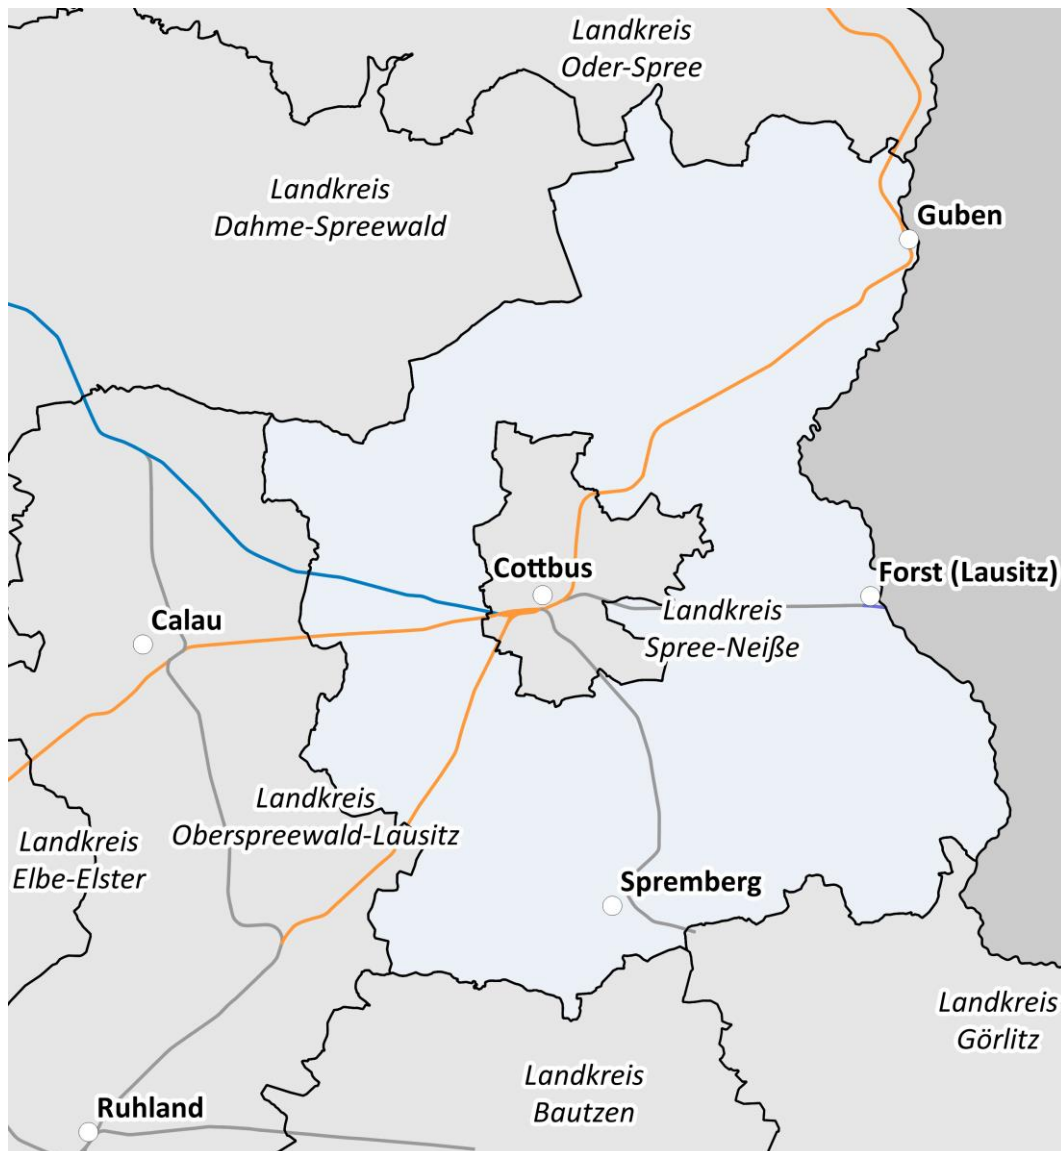 Landkreis
Oder-Spree
Landkreis
Dahme-Spreewald
Guben
Cottbus
Forst (Lausitz)
Landkreis
Spree-Neiße
Calau
Landkreis
Oberspreewald-Lausitz
Landkreis
Elbe-Elster
Spremberg
Landkreis
Görlitz
Landkreis
Bautzen
Ruhland